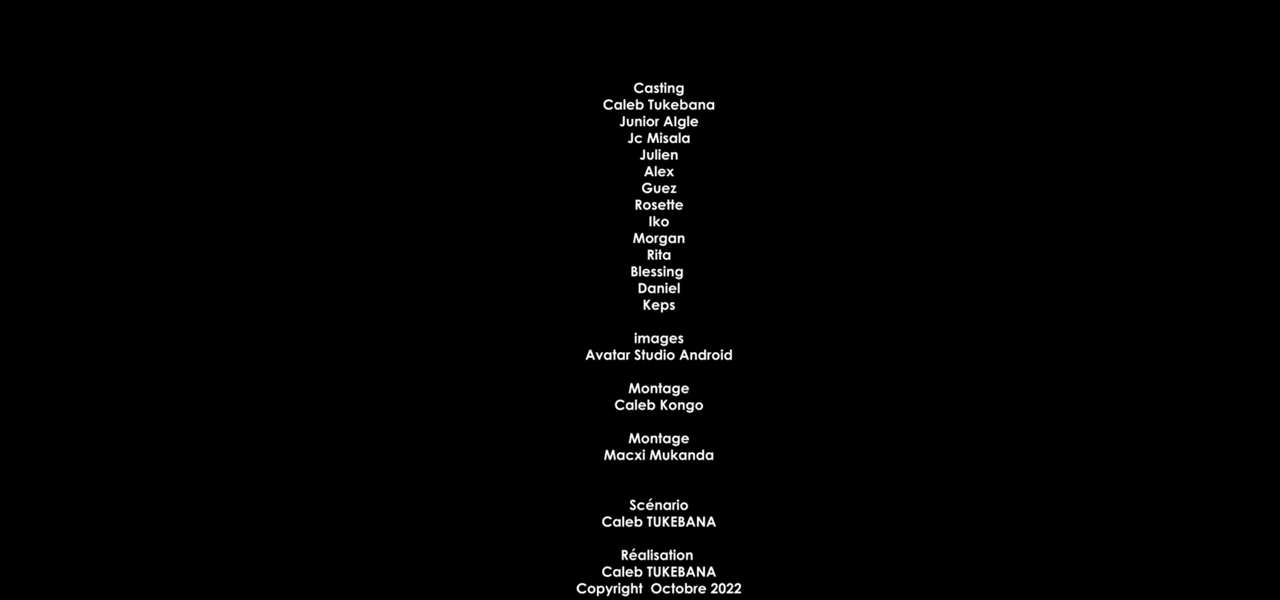 Casting
Caleb Tukebana
Junior AIgle
Jc Misala
Julien
Alex
Guez
Rosette
Iko
Morgan
Rita
Blessing
Daniel
Keps
images
Avatar Studio Android
Montage
Caleb Kongo
Montage
Macxi Mukanda
Scénario
Caleb TUKEBANA
Réalisation
Caleb TUKEBANA
Copyright Octobre 2022